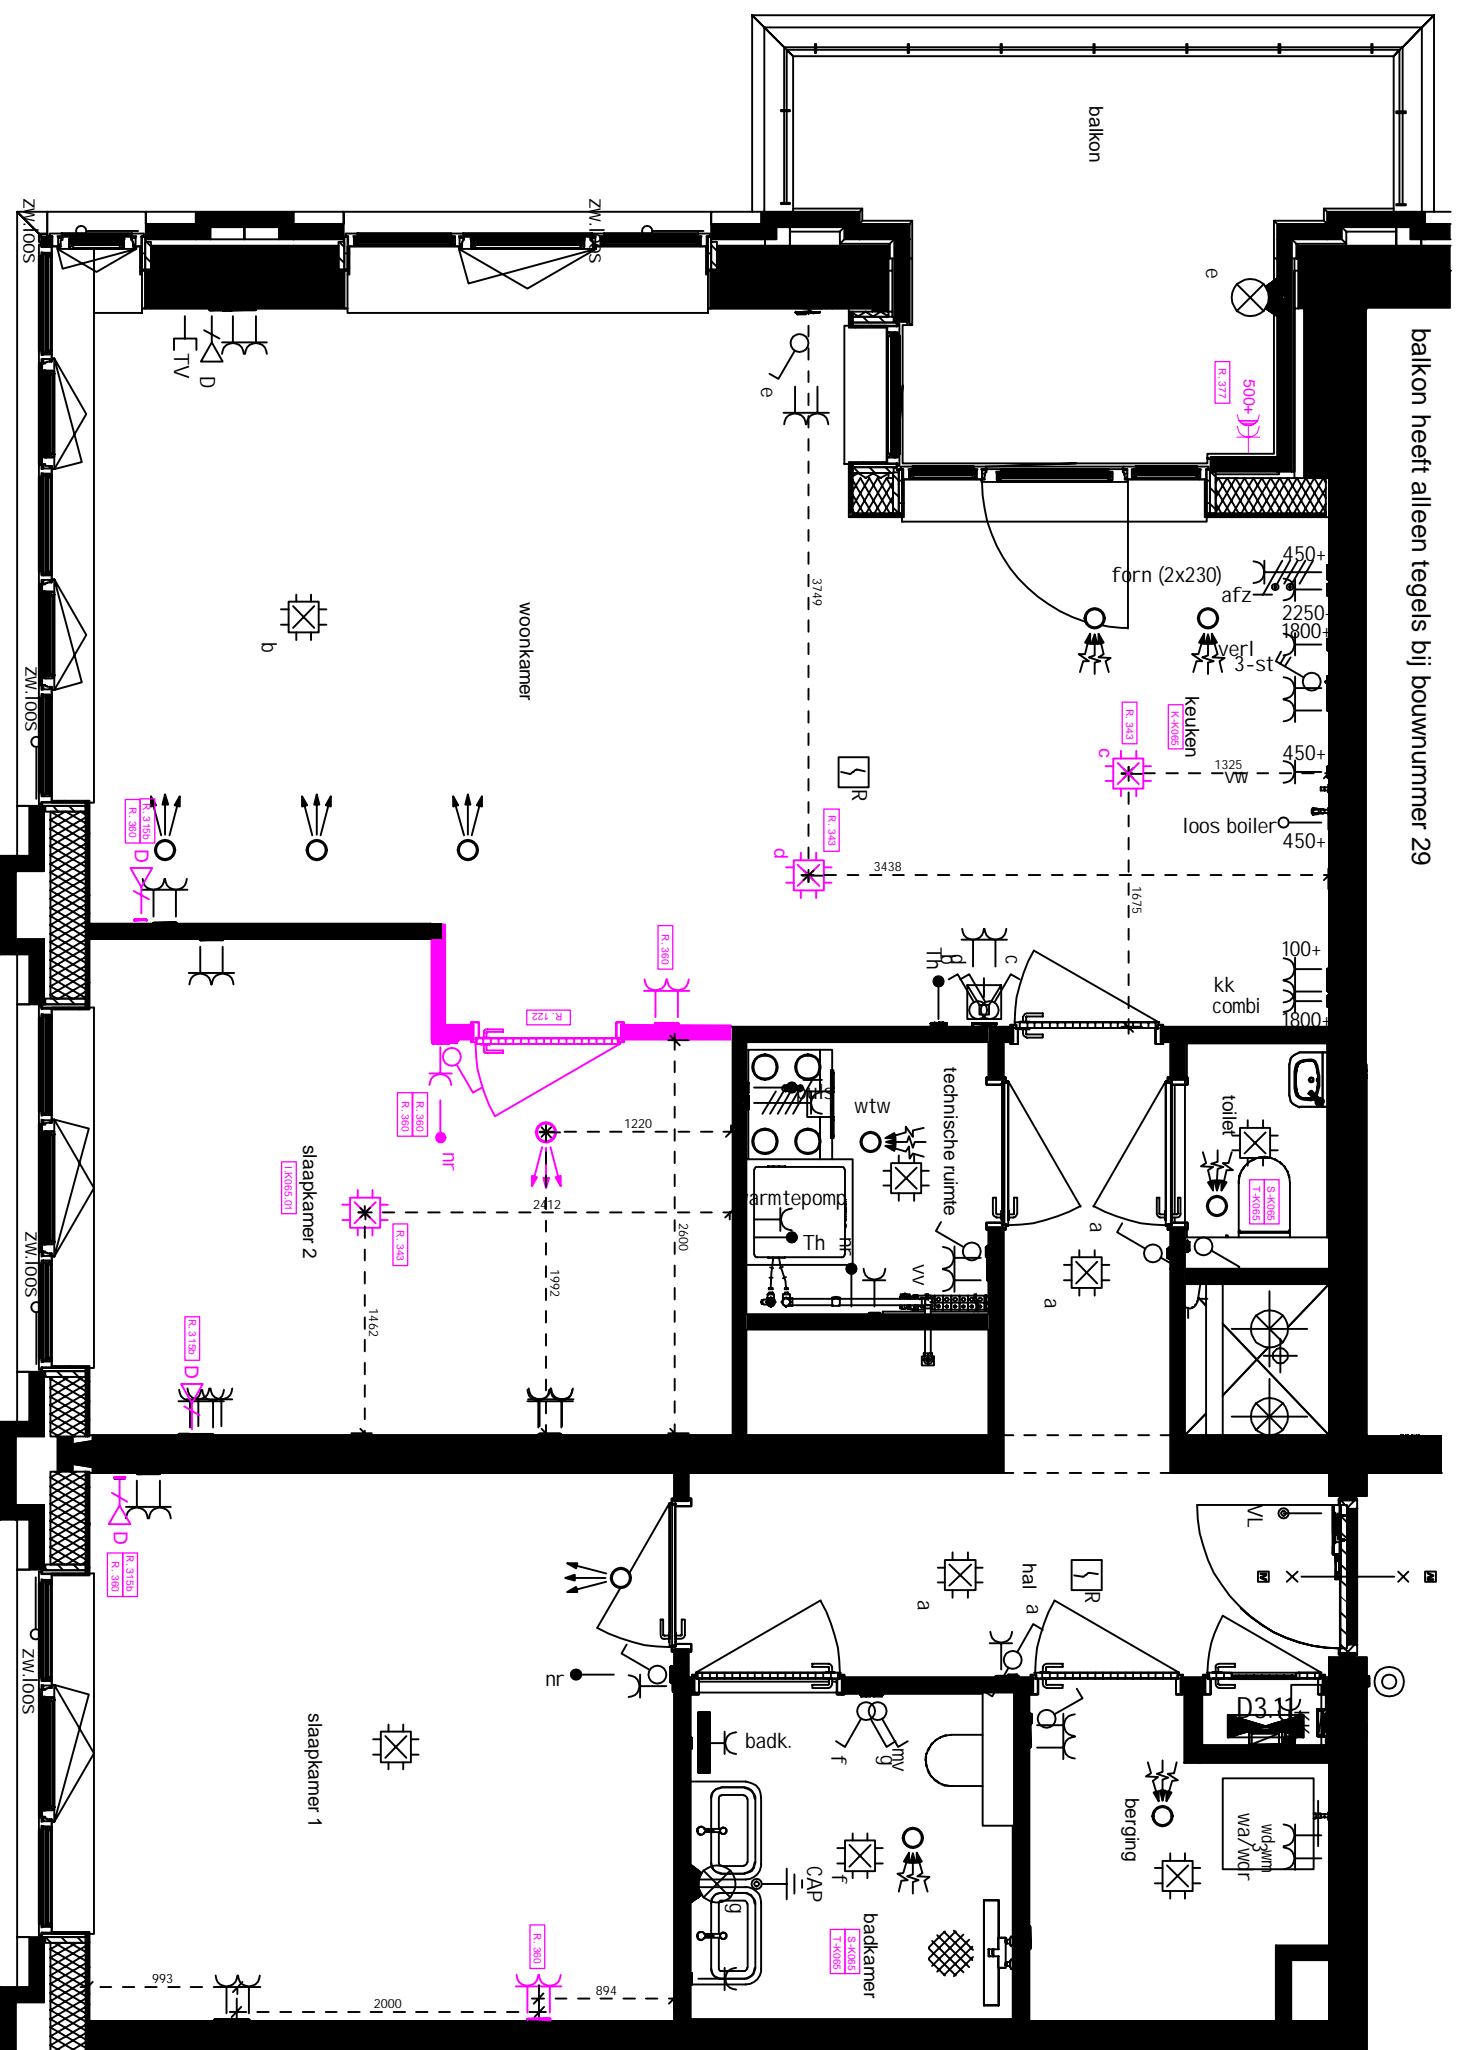 balkon
balkon heeft alleen tegels bij bouwnummer 29
zw.loos
zw.loos
e
R. 377
500+
TV
D
e
3749
woonkamer
b
zw.loos
forn (2x230)
450+
afz
2250-
1800+
verl
3-st
keuken
K-K065
R. 343
c
1325
450+
vw
R
loos boiler
450+
R. 343
d
3438
1675
R. 315b
R. 360
D
R. 360
Th
d
c
100+
kk
combi
1800+
R. 122
R. 360
R. 360
nr
slaapkamer 2
I.K065.01
R. 343
1220
2412
2600
1992
1462
zw.loos
R. 315b
D
wtw
technische ruimte
warmtepomp
Th
nr
vv
toilet
S-K065
T-K065
a
a
D
R. 315b
R. 360
VL
M
M
hal
a
a
R
nr
zw.loos
slaapkamer 1
badk.
f
g
mv
D3.11
berging
wd wm
wa/wdr
3
CAP
f
g
badkamer
S-K065
T-K065
R. 360
993
2000
894